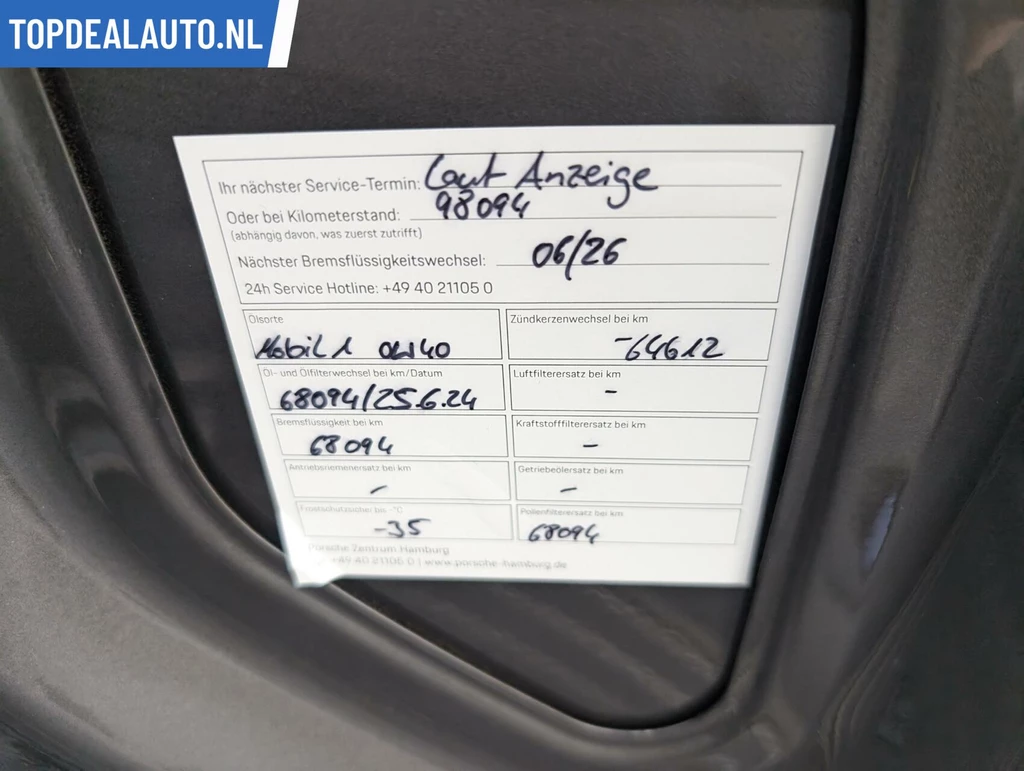 TOPDEALAUTO.NL
Ihr nächster Service-Termin: Laut Anzeige
Oder bei Kilometerstand: 98094
(abhängig davon, was zuerst zutrifft)
Nächster Bremsflüssigkeitswechsel: 06/26
24h Service Hotline: +49 40 21105 0
Ölsorte
Mobil 1 0W40
Zündkerzenwechsel bei km
-64612
Öl- und Ölfilterwechsel bei km/Datum
68094/25.6.24
Luftfilterersatz bei km
-
Bremsflüssigkeit bei km
68094
Kraftstofffilterersatz bei km
-
Antriebsriemenersatz bei km
-
Getriebeölersatz bei km
-
Frostschutzsicher bis -°C
-35
Pollenfilterersatz bei km
68094
Porsche Zentrum Hamburg
+49 40 21105 0 | www.porsche-hamburg.de